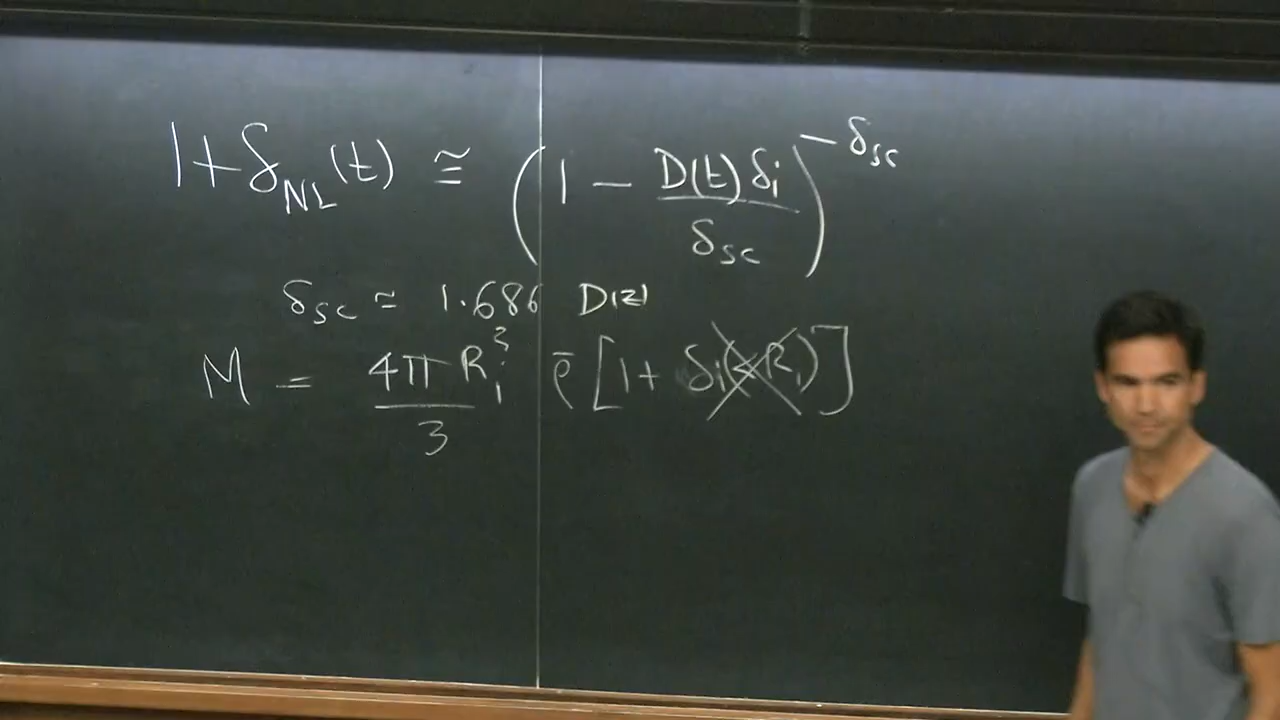 1+δ_NL(t) ≅ (1 − D(t)δ_i / δ_sc)^−δ_sc
δ_sc ≈ 1.686 D(z)
M = 4πR_i^3 / 3 ρ̄ [1 + δ_i(<R_i)]